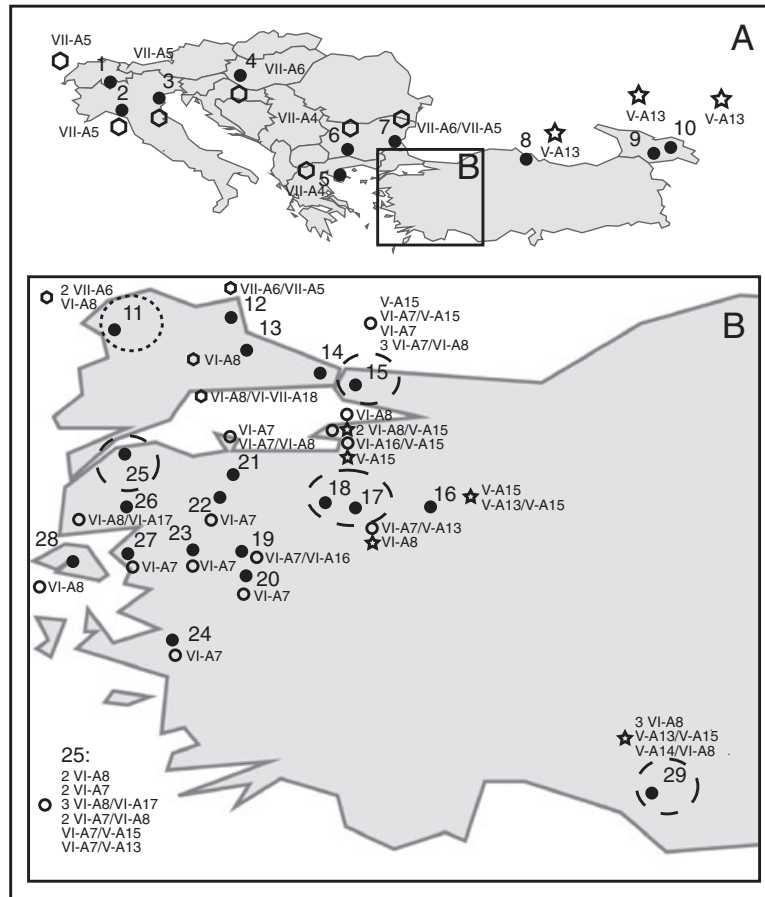 A
VII-A5
VII-A5
1
4
VII-A6
2
3
VII-A5
VII-A4
6
7
VII-A6/VII-A5
V-A13
V-A13
8
V-A13
9
10
5
VII-A4
B
B
2 VII-A6
VI-A8
11
VII-A6/VII-A5
12
13
VI-A8
14
V-A15
VI-A7/V-A15
VI-A7
3 VI-A7/VI-A8
15
VI-A8/VI-VII-A18
VI-A8
2 VI-A8/V-A15
VI-A16/V-A15
V-A15
VI-A7
VI-A7/VI-A8
25
21
26
22
VI-A8/VI-A17
VI-A7
18
17
16
V-A15
V-A13/V-A15
VI-A7/V-A13
VI-A8
28
27
23
19
VI-A7/VI-A16
VI-A7
VI-A7
20
VI-A8
VI-A7
24
VI-A7
3 VI-A8
V-A13/V-A15
V-A14/VI-A8
29
25:
2 VI-A8
2 VI-A7
3 VI-A8/VI-A17
2 VI-A7/VI-A8
VI-A7/V-A15
VI-A7/V-A13